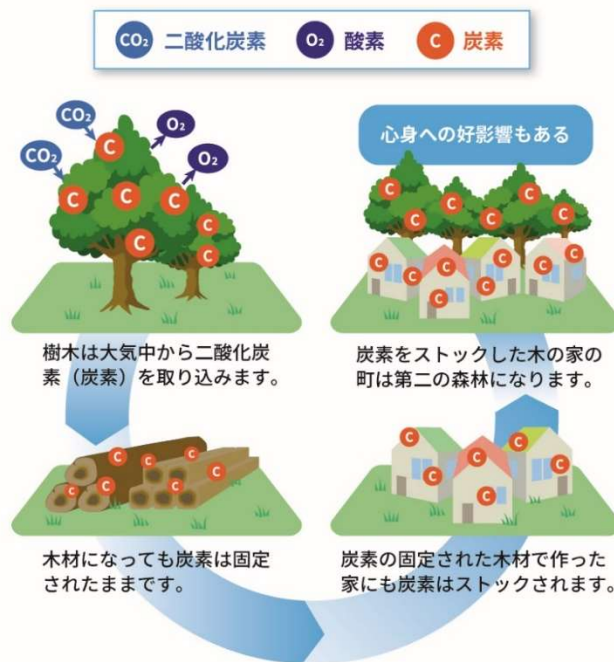 CO₂ 二酸化炭素 O₂ 酸素 C 炭素
CO₂
CO₂
O₂
O₂
C
C
C
C
C
C
C
樹木は大気中から二酸化炭
素（炭素）を取り込みます。
心身への好影響もある
C
C
C
C
C
C
C
C
C
C
C
C
C
炭素をストックした木の家の
町は第二の森林になります。
C
C
C
C
C
C
C
木材になっても炭素は固定
されたままです。
C
C
C
C
C
C
炭素の固定された木材で作った
家にも炭素はストックされます。